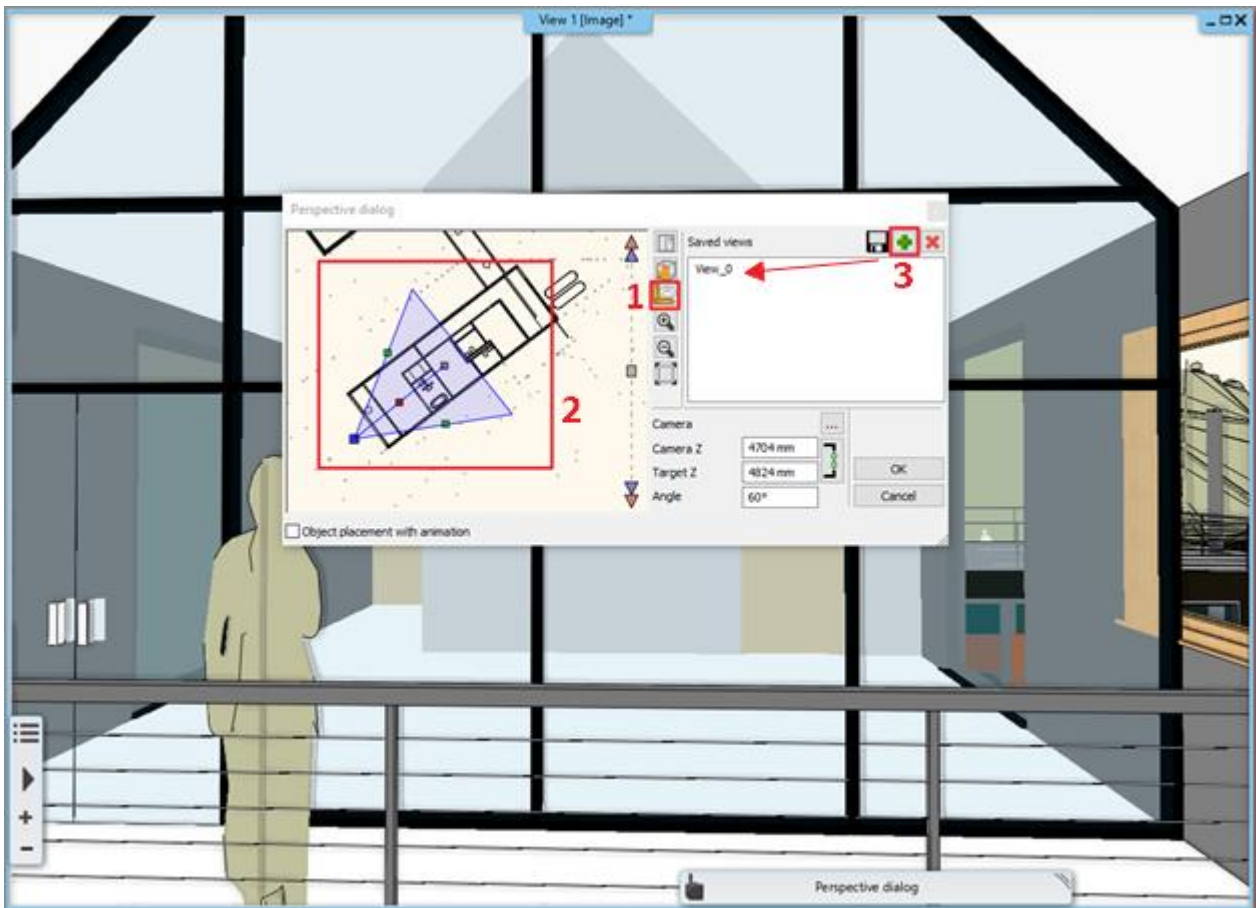 View 1 [Image] *
Perspective dialog
Saved views
View_0
1
2
3
Camera
...
Camera Z
4704 mm
Target Z
4824 mm
OK
Angle
60°
Cancel
Object placement with animation
Perspective dialog